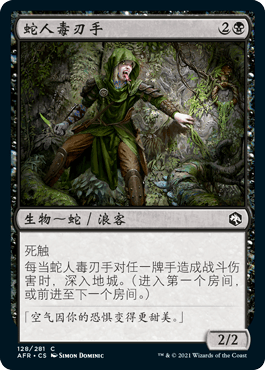 蛇人毒刃手 2
生物～蛇／浪客
死触
每当蛇人毒刃手对任一牌手造成战斗伤
害时，深入地城。（进入第一个房间，
或前进至下一个房间。）
「空气因你的恐惧变得更甜美。」
2/2
128/281 C
AFR • CS SIMON DOMINIC
™ & © 2021 Wizards of the Coast